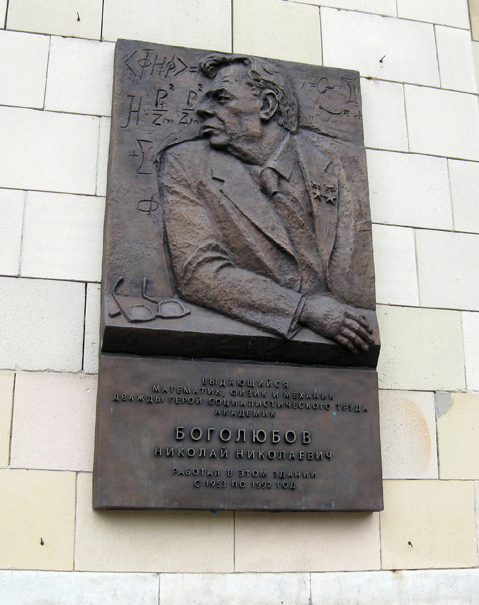 ВЫДАЮЩИЙСЯ
МАТЕМАТИК, ФИЗИК И МЕХАНИК
ДВАЖДЫ ГЕРОЙ СОЦИАЛИСТИЧЕСКОГО ТРУДА
АКАДЕМИК
БОГОЛЮБОВ
НИКОЛАЙ НИКОЛАЕВИЧ
РАБОТАЛ В ЭТОМ ЗДАНИИ
С 1953 ПО 1992 ГОД